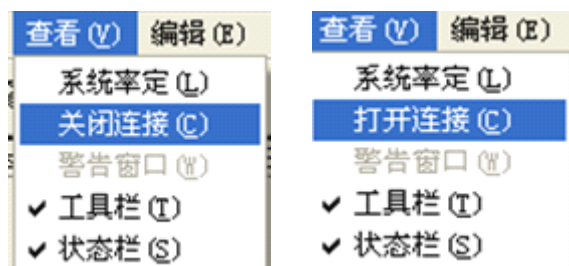 查看(V) 编辑(E)
系统率定(L)
关闭连接(C)
警告窗口(W)
工具栏(T)
状态栏(S)
查看(V) 编辑(E)
系统率定(L)
打开连接(C)
警告窗口(W)
工具栏(T)
状态栏(S)